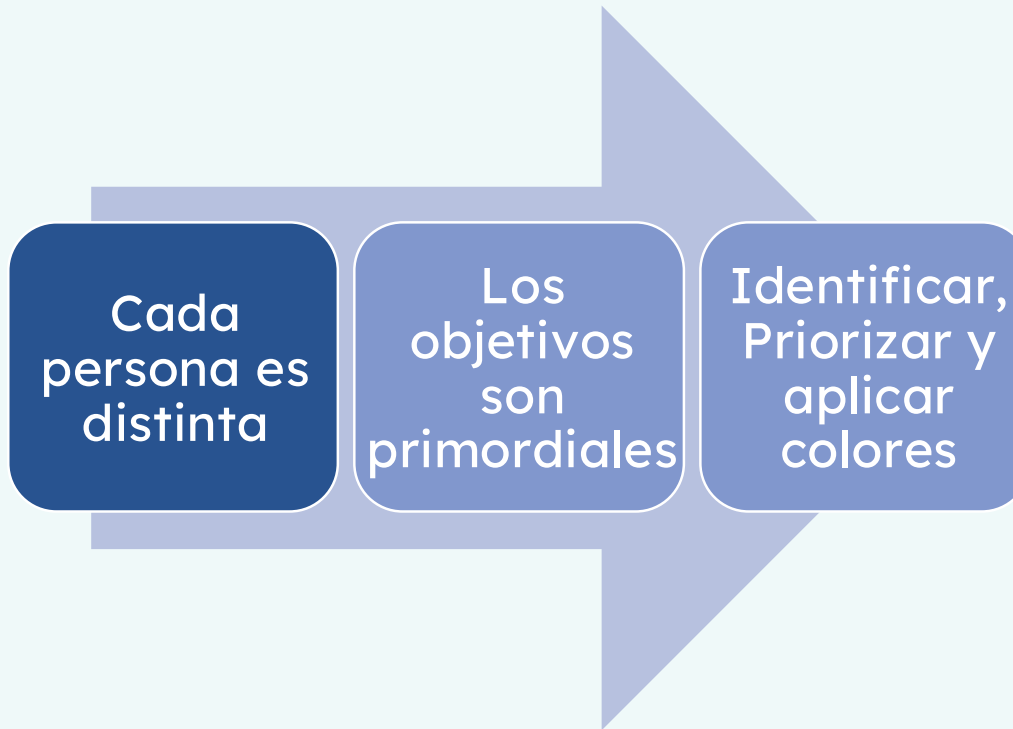 Cada
persona es
distinta
Los
objetivos
son
primordiales
Identificar,
Priorizar y
aplicar
colores